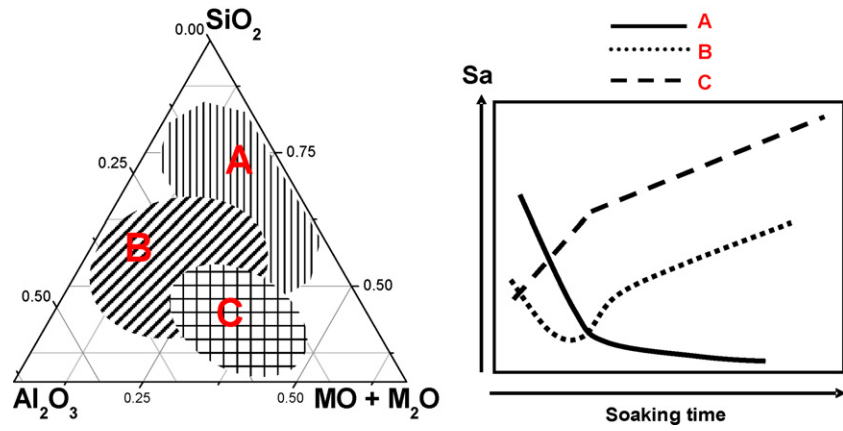 SiO₂
0.00
A
0.25
0.75
B
0.50
0.50
C
Al₂O₃
0.25
0.50
MO + M₂O
A
B
C
Sa
Soaking time